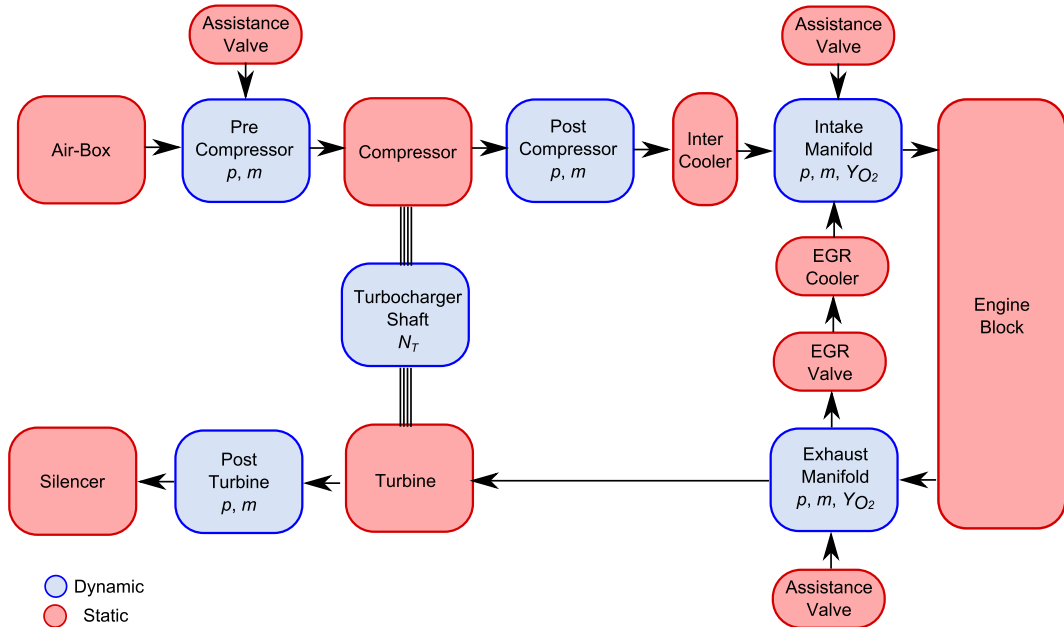 Assistance
Valve
Assistance
Valve
Air-Box
Pre
Compressor
p, m
Compressor
Post
Compressor
p, m
Inter
Cooler
Intake
Manifold
p, m, YO2
EGR
Cooler
Turbocharger
Shaft
NT
Engine
Block
EGR
Valve
Silencer
Post
Turbine
p, m
Turbine
Exhaust
Manifold
p, m, YO2
Assistance
Valve
Dynamic
Static